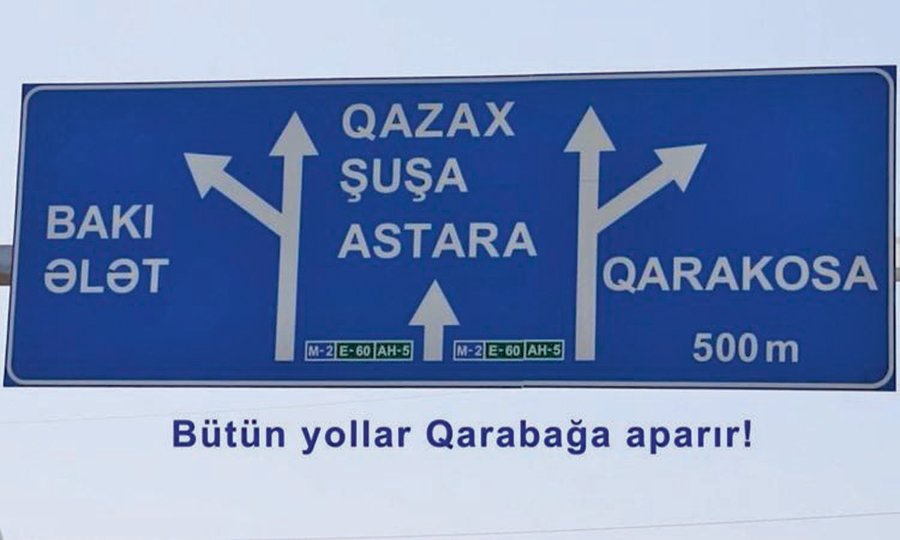 BAKI
ƏLƏT
QAZAX
ŞUŞA
ASTARA
QARAKOSA
500 m
M-2 E-60 AH-5
M-2 E-60 AH-5
Bütün yollar Qarabağa aparır!